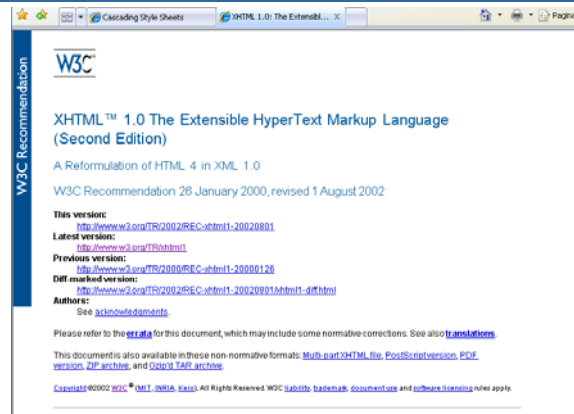 Cascading Style Sheets
XHTML 1.0: The Extensibl... X
Pagina
W3C Recommendation
W3C
XHTML™ 1.0 The Extensible HyperText Markup Language
(Second Edition)
A Reformulation of HTML 4 in XML 1.0
W3C Recommendation 26 January 2000, revised 1 August 2002
This version:
http://www.w3.org/TR/2002/REC-xhtml1-20020801
Latest version:
http://www.w3.org/TR/xhtml1
Previous version:
http://www.w3.org/TR/2000/REC-xhtml1-20000126
Diff-marked version:
http://www.w3.org/TR/2002/REC-xhtml1-20020801/xhtml1-diff.html
Authors:
See acknowledgments.
Please refer to the errata for this document, which may include some normative corrections. See also translations.
This document is also available in these non-normative formats: Multi-part XHTML file, PostScript version, PDF
version, ZIP archive, and Gzip'd TAR archive.
Copyright ©2002 W3C ® (MIT, INRIA, Keio), All Rights Reserved. W3C liability, trademark, document use and software licensing rules apply.